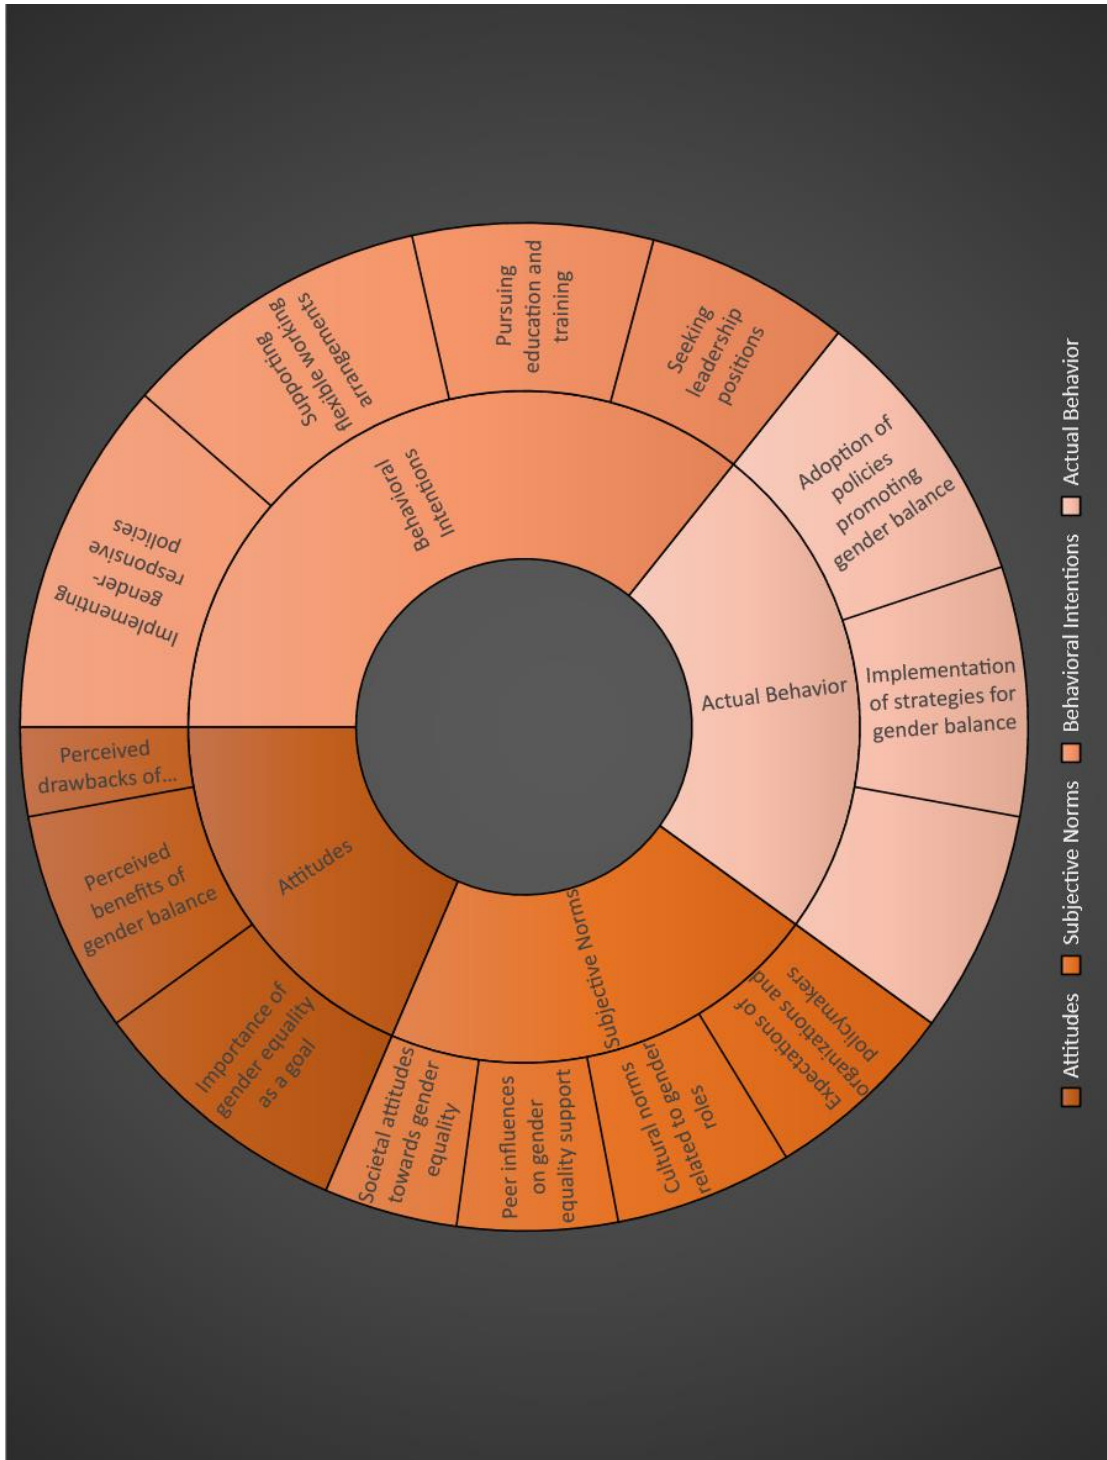 Behavioral
Intentions
Implementing
gender-
responsive
policies
Supporting
flexible working
arrangements
Pursuing
education and
training
Seeking
leadership
positions
Actual Behavior
Adoption of
policies
promoting
gender balance
Implementation
of strategies for
gender balance
Subjective Norms
Expectations of
organizations and
policymakers
Cultural norms
related to gender
roles
Peer influences
on gender
equality support
Societal attitudes
towards gender
equality
Attitudes
Importance of
gender equality
as a goal
Perceived
benefits of
gender balance
Perceived
drawbacks of...
Attitudes Subjective Norms Behavioral Intentions Actual Behavior